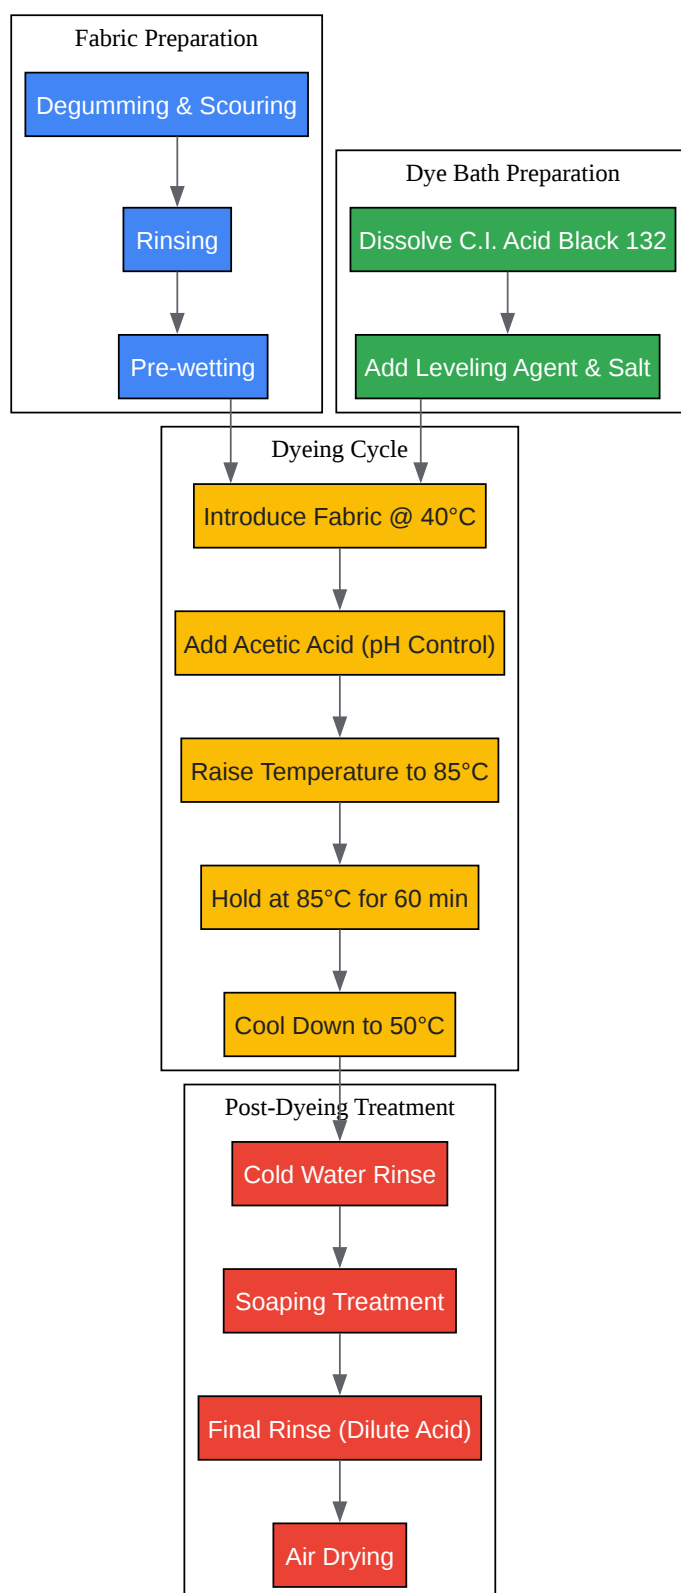 Fabric Preparation
Degumming & Scouring
Rinsing
Pre-wetting
Dye Bath Preparation
Dissolve C.I. Acid Black 132
Add Leveling Agent & Salt
Dyeing Cycle
Introduce Fabric @ 40°C
Add Acetic Acid (pH Control)
Raise Temperature to 85°C
Hold at 85°C for 60 min
Cool Down to 50°C
Post-Dyeing Treatment
Cold Water Rinse
Soaping Treatment
Final Rinse (Dilute Acid)
Air Drying